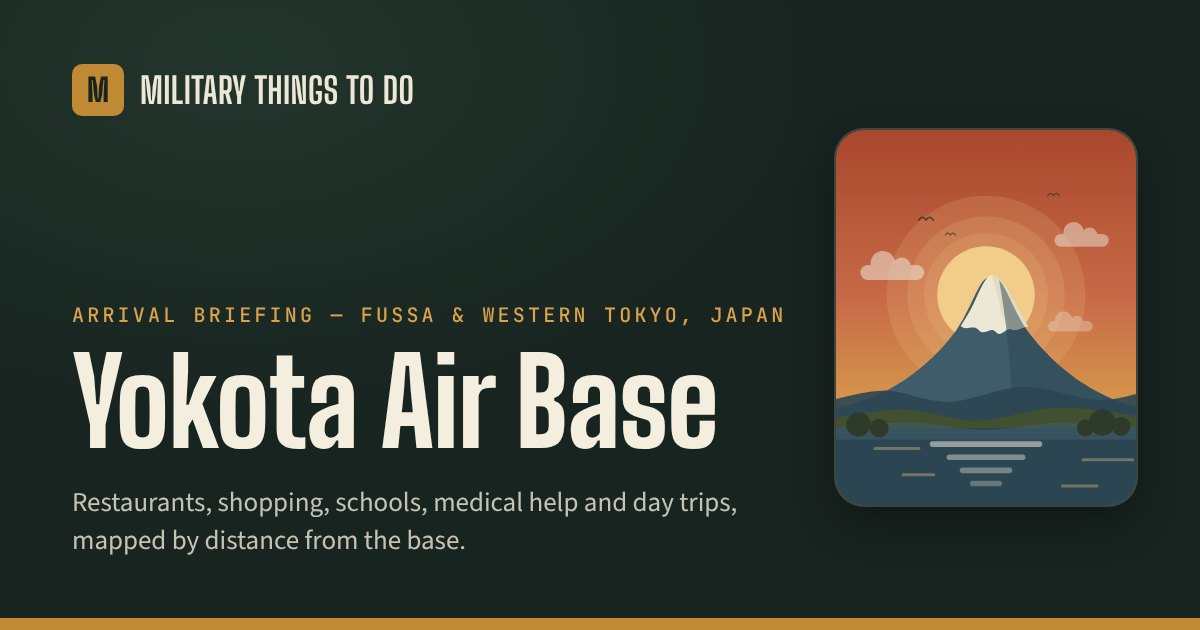 M MILITARY THINGS TO DO
ARRIVAL BRIEFING — FUSSA & WESTERN TOKYO, JAPAN
Yokota Air Base
Restaurants, shopping, schools, medical help and day trips,
mapped by distance from the base.